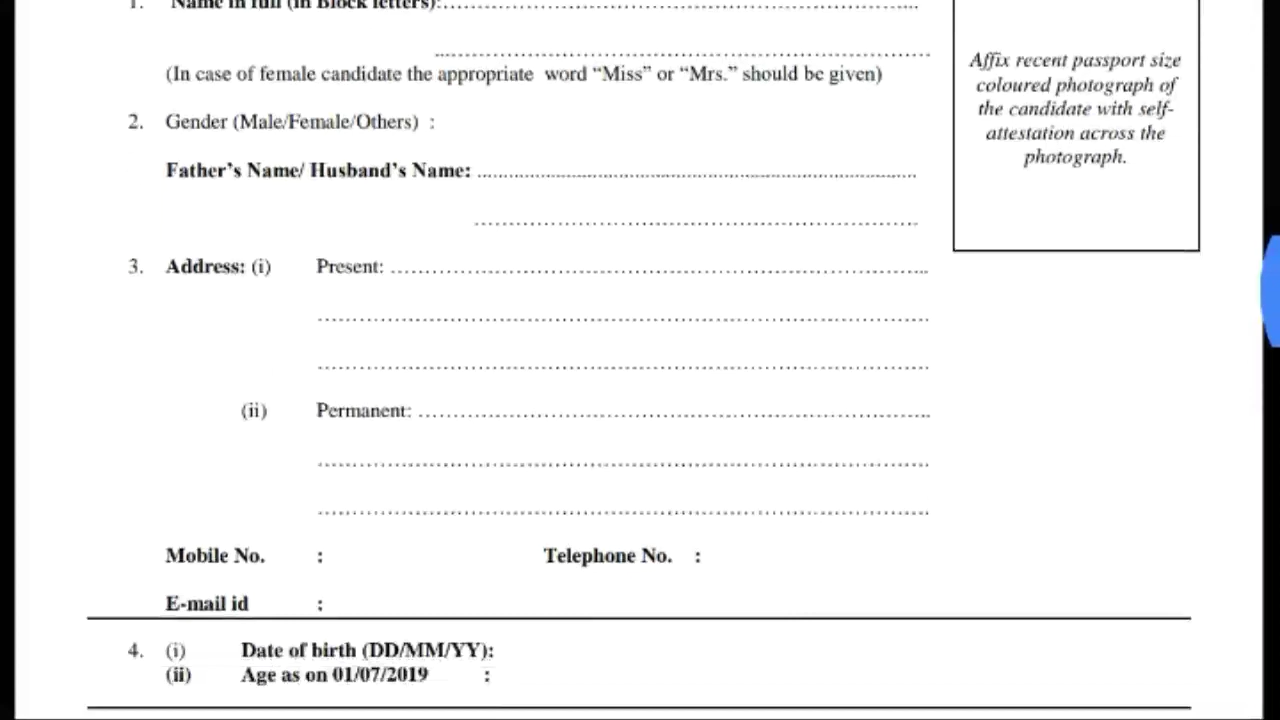 1. Name in full (in Block letters):..................................................................
..................................................................
(In case of female candidate the appropriate word “Miss” or “Mrs.” should be given)
2. Gender (Male/Female/Others) :
Father’s Name/ Husband’s Name: ..................................................................
..................................................................
3. Address: (i) Present: ..................................................................
..................................................................
..................................................................
(ii) Permanent: ..................................................................
..................................................................
..................................................................
Mobile No. : Telephone No. :
E-mail id :
4. (i) Date of birth (DD/MM/YY):
(ii) Age as on 01/07/2019 :
Affix recent passport size
coloured photograph of
the candidate with self-
attestation across the
photograph.